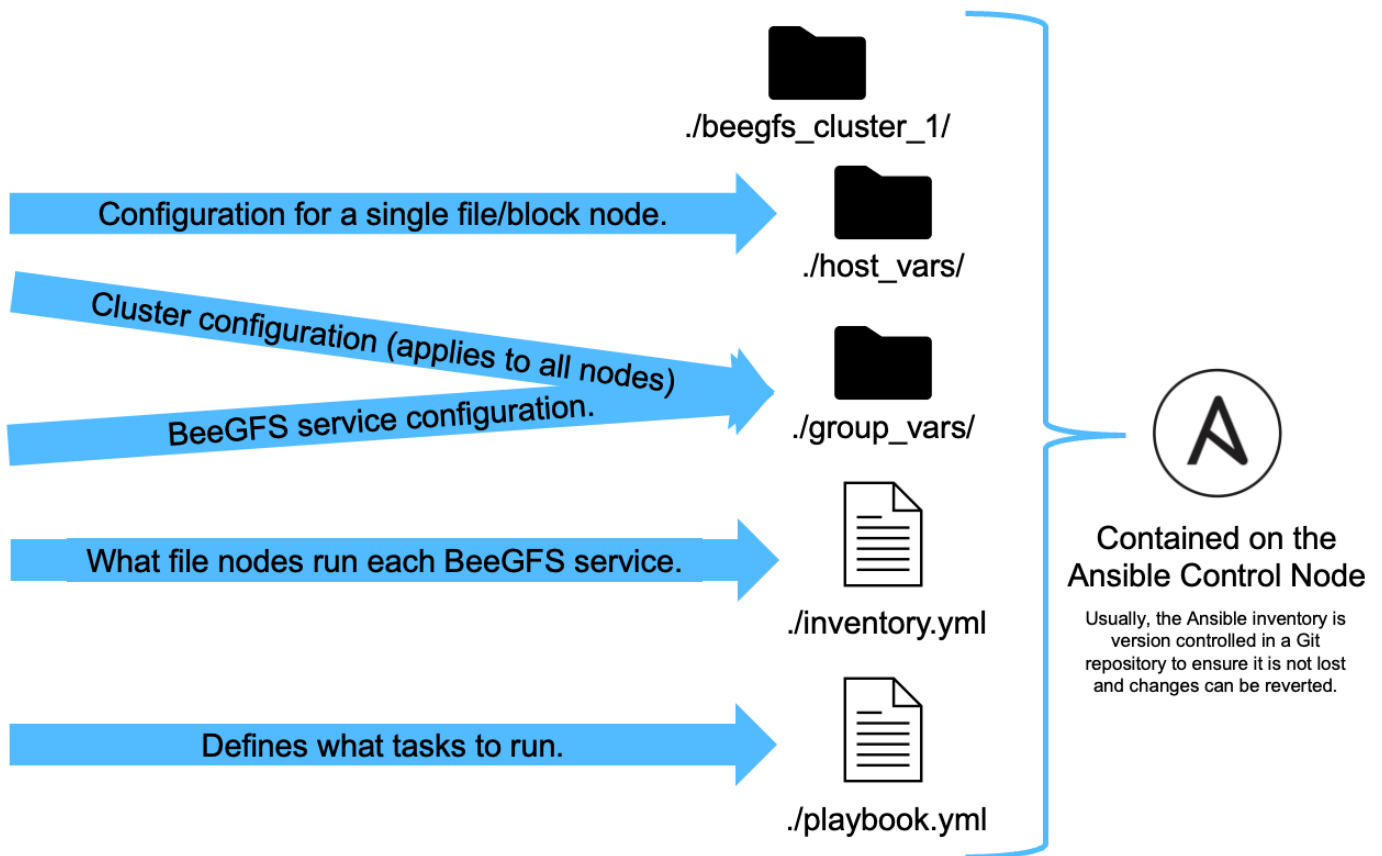 ./beegfs_cluster_1/
Configuration for a single file/block node.
./host_vars/
Cluster configuration (applies to all nodes)
BeeGFS service configuration.
./group_vars/
What file nodes run each BeeGFS service.
./inventory.yml
Defines what tasks to run.
./playbook.yml
Contained on the
Ansible Control Node
Usually, the Ansible inventory is
version controlled in a Git
repository to ensure it is not lost
and changes can be reverted.